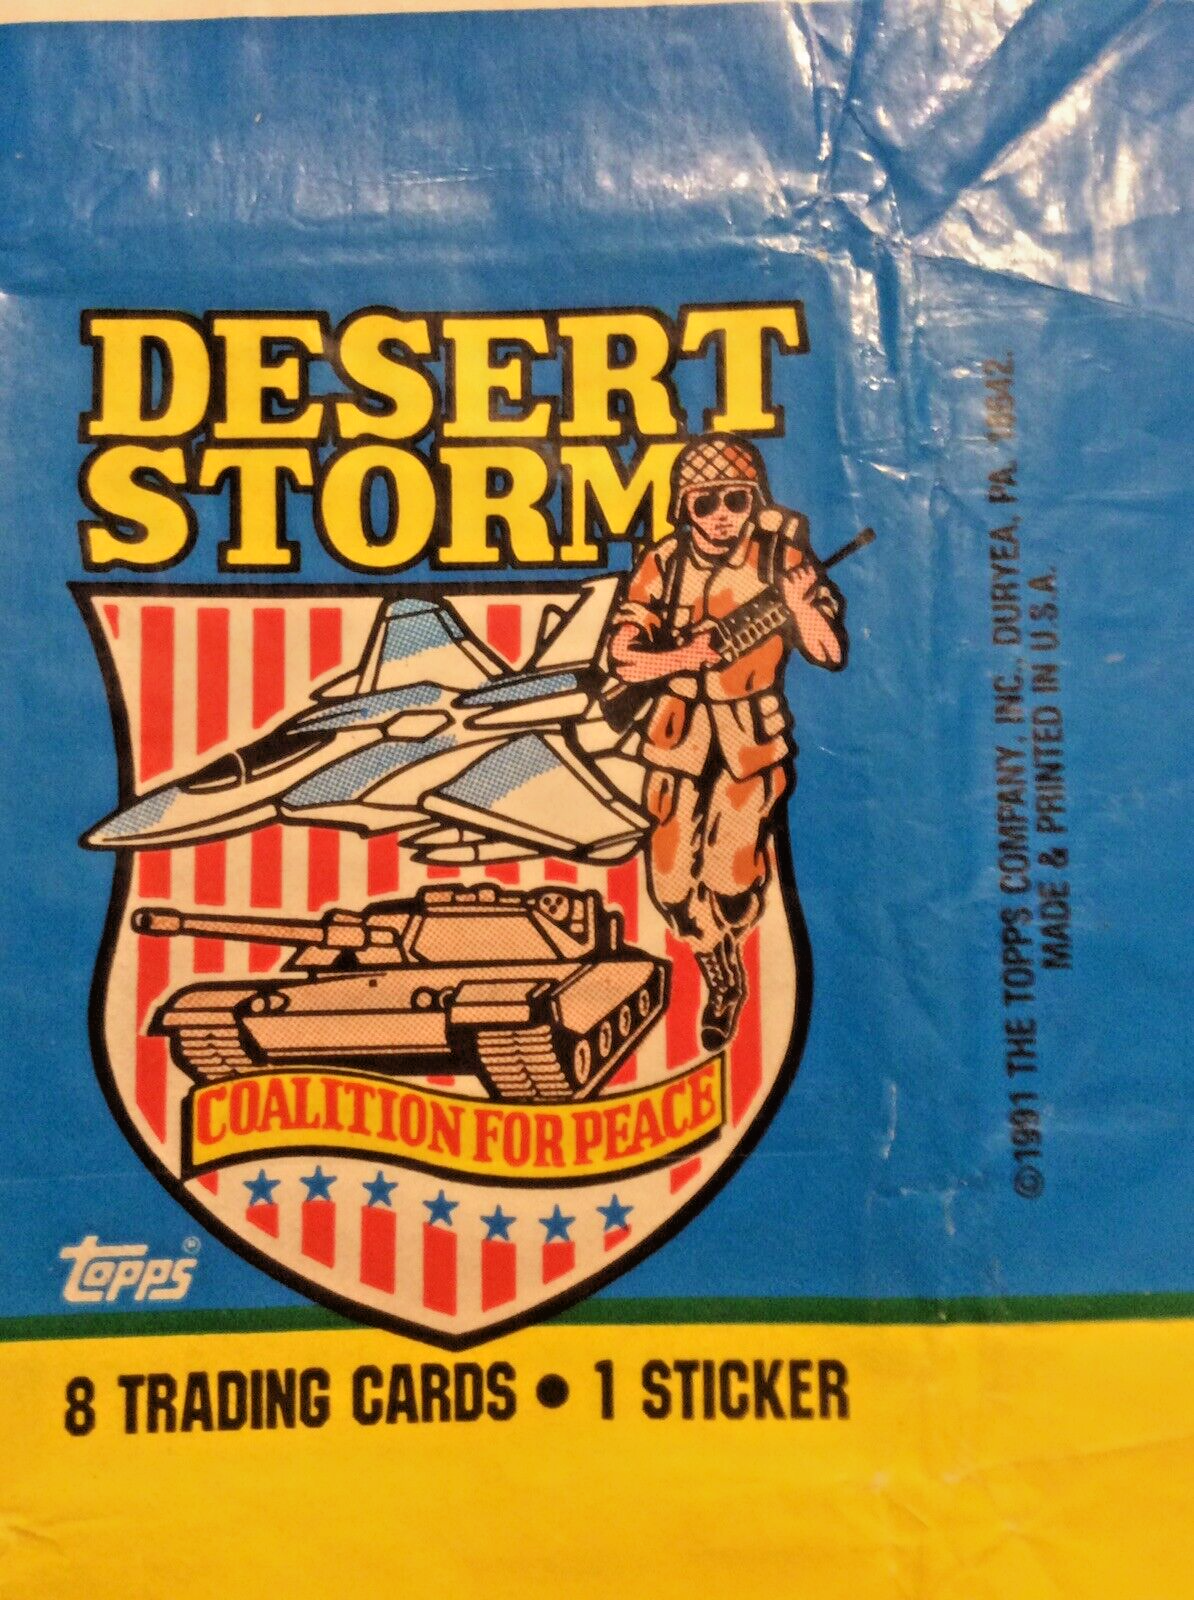 DESERT
STORM
COALITION FOR PEACE
topps®
8 TRADING CARDS • 1 STICKER
©1991 THE TOPPS COMPANY, INC., DURYEA, PA. 18642.
MADE & PRINTED IN U.S.A.